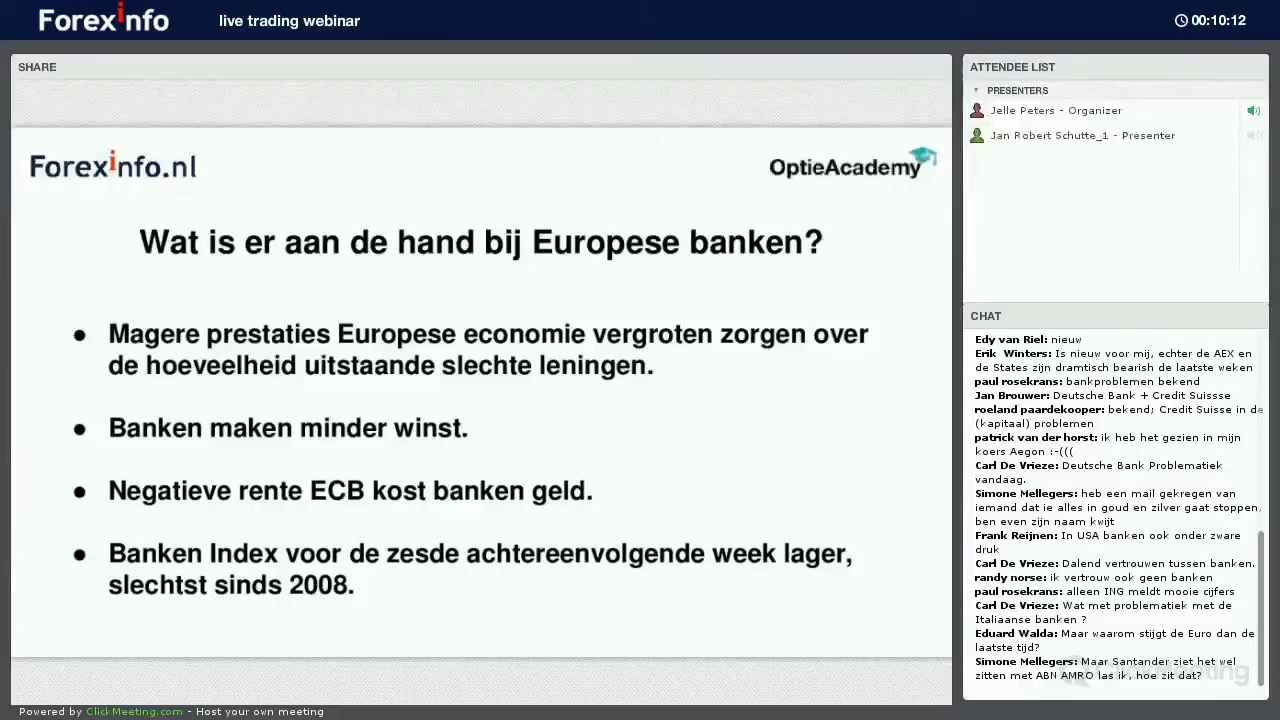 Forexinfo
live trading webinar
00:10:12
SHARE
Forexinfo.nl
OptieAcademy
Wat is er aan de hand bij Europese banken?
● Magere prestaties Europese economie vergroten zorgen over
de hoeveelheid uitstaande slechte leningen.
● Banken maken minder winst.
● Negatieve rente ECB kost banken geld.
● Banken Index voor de zesde achtereenvolgende week lager,
slechtst sinds 2008.
ATTENDEE LIST
PRESENTERS
Jelle Peters - Organizer
Jan Robert Schutte_1 - Presenter
CHAT
Edy van Riel: nieuw
Erik Winters: Is nieuw voor mij, echter de AEX en
de States zijn dramtisch bearish de laatste weken
paul rosekrans: bankproblemen bekend
Jan Brouwer: Deutsche Bank + Credit Suissse
roeland paardekooper: bekend; Credit Suisse in de
(kapitaal) problemen
patrick van der horst: ik heb het gezien in mijn
koers Aegon :-(((
Carl De Vrieze: Deutsche Bank Problematiek
vandaag.
Simone Mellegers: heb een mail gekregen van
iemand dat ie alles in goud en zilver gaat stoppen,
ben even zijn naam kwijt
Frank Reijnen: In USA banken ook onder zware
druk
Carl De Vrieze: Dalend vertrouwen tussen banken.
randy norse: ik vertrouw ook geen banken
paul rosekrans: alleen ING meldt mooie cijfers
Carl De Vrieze: Wat met problematiek met de
Italiaanse banken ?
Eduard Walda: Maar waarom stijgt de Euro dan de
laatste tijd?
Simone Mellegers: Maar Santander ziet het wel
zitten met ABN AMRO las ik, hoe zit dat?
ClickMeeting
Powered by ClickMeeting.com - Host your own meeting